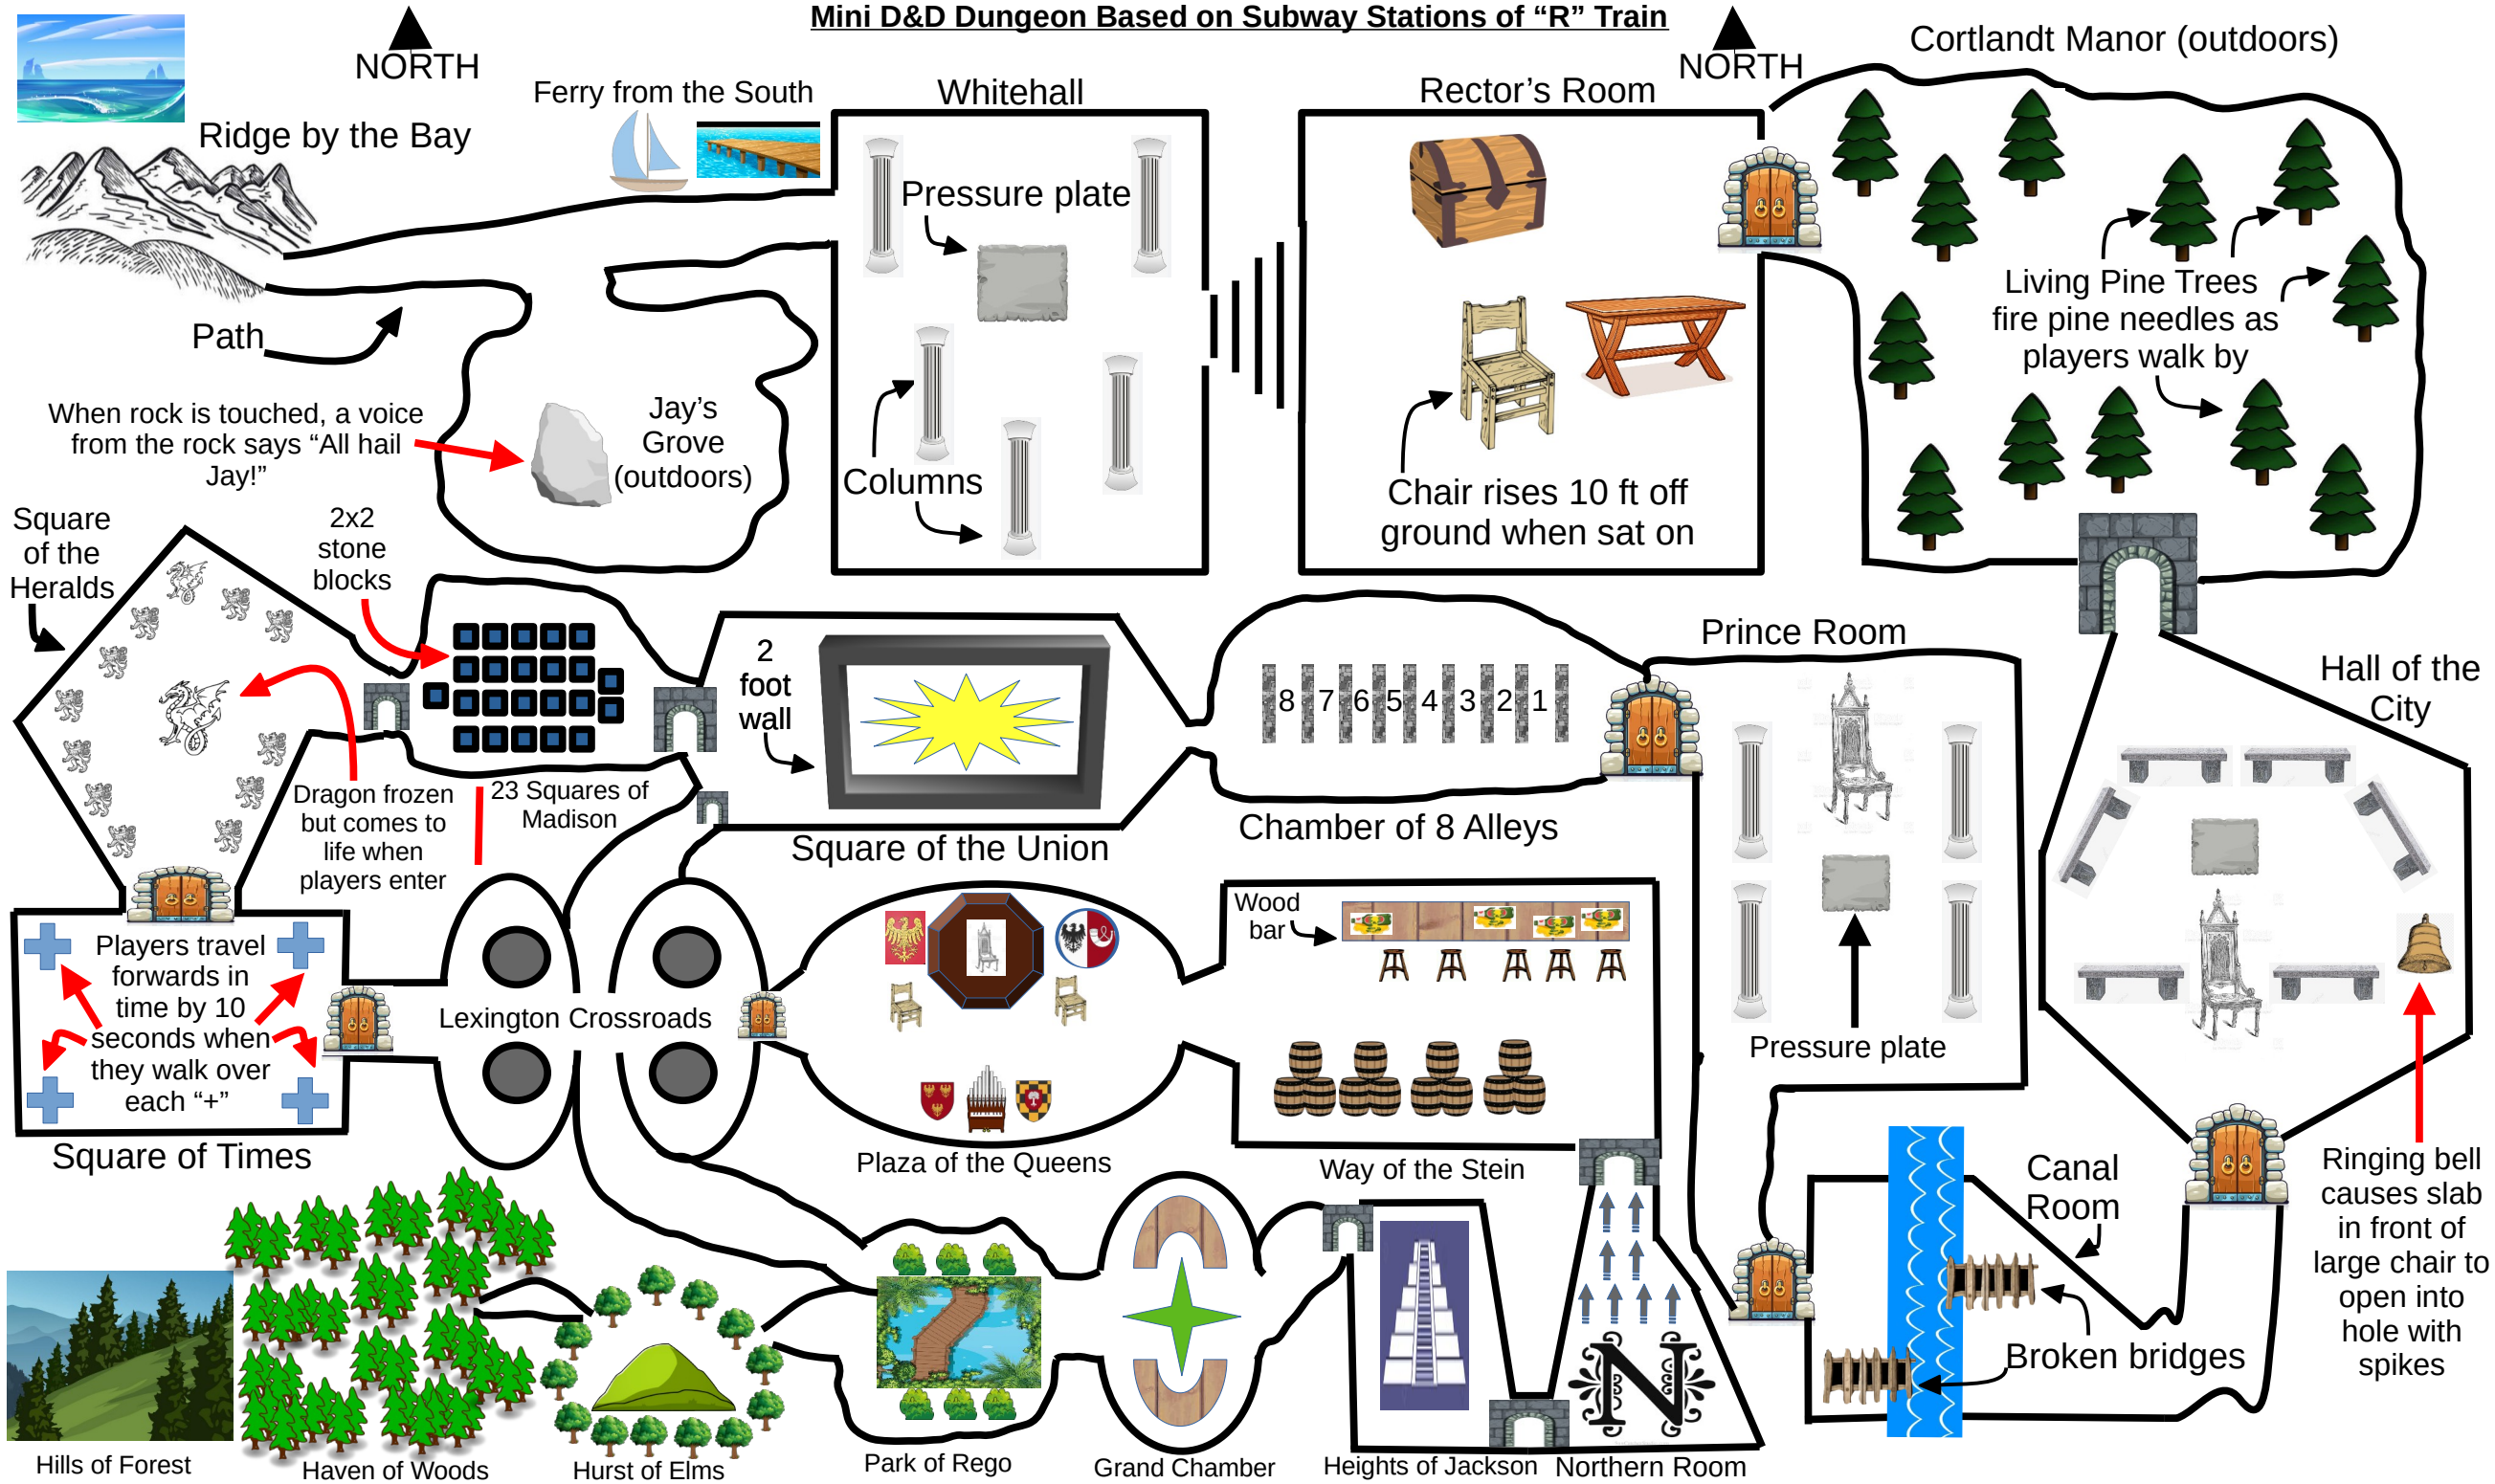 Mini D&D Dungeon Based on Subway Stations of “R” Train
NORTH
NORTH
Cortlandt Manor (outdoors)
Ferry from the South
Whitehall
Rector’s Room
Ridge by the Bay
Pressure plate
Path
Living Pine Trees
fire pine needles as
players walk by
When rock is touched, a voice
from the rock says “All hail
Jay!”
Jay’s
Grove
(outdoors)
Columns
Chair rises 10 ft off
ground when sat on
Square
of the
Heralds
2x2
stone
blocks
2
foot
wall
8 7 6 5 4 3 2 1
Prince Room
Hall of the
City
Dragon frozen
but comes to
life when
players enter
23 Squares of
Madison
Square of the Union
Chamber of 8 Alleys
Wood
bar
Players travel
forwards in
time by 10
seconds when
they walk over
each “+”
Lexington Crossroads
Pressure plate
Square of Times
Plaza of the Queens
Way of the Stein
Canal
Room
Ringing bell
causes slab
in front of
large chair to
open into
hole with
spikes
Broken bridges
N
Hills of Forest
Haven of Woods
Hurst of Elms
Park of Rego
Grand Chamber
Heights of Jackson
Northern Room